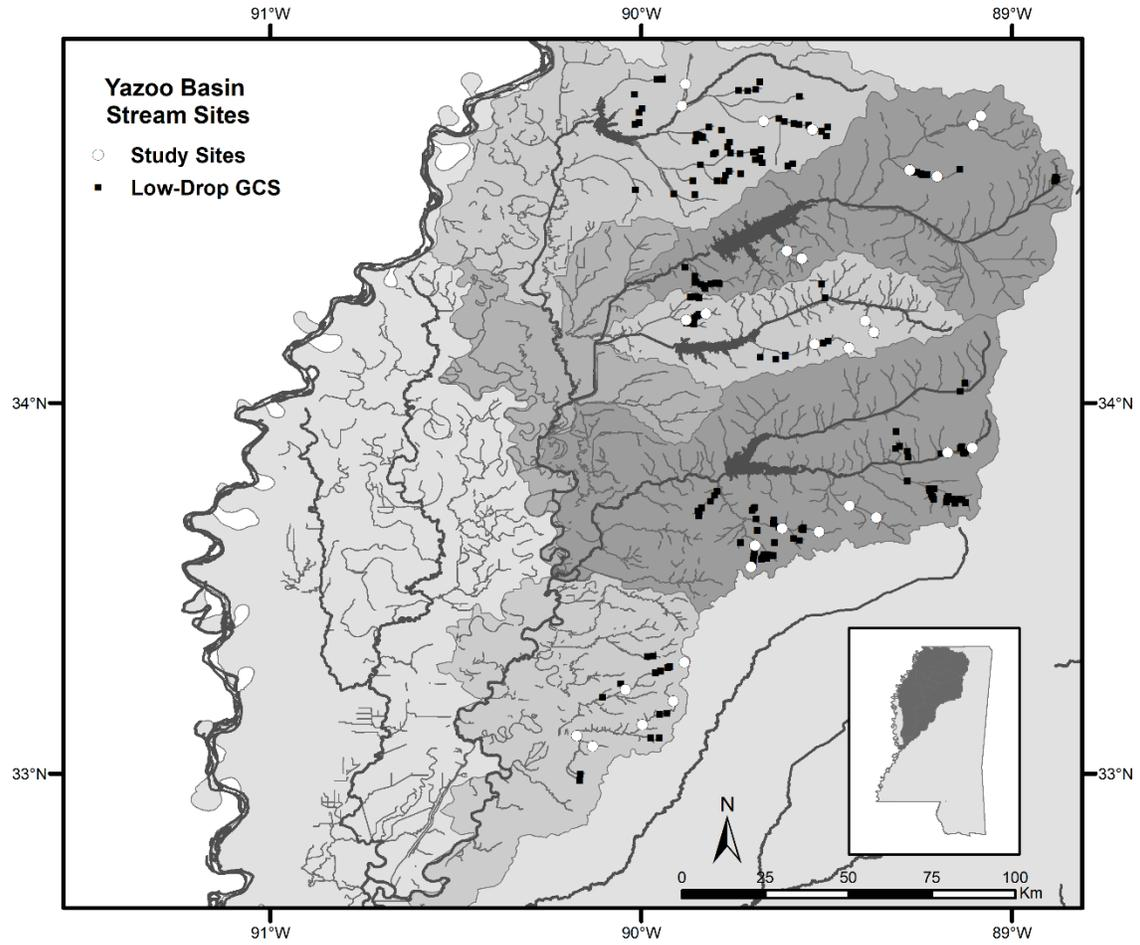 91°W 90°W 89°W
Yazoo Basin
Stream Sites
Study Sites
Low-Drop GCS
34°N 34°N
33°N 33°N
N
0 25 50 75 100
Km
91°W 90°W 89°W